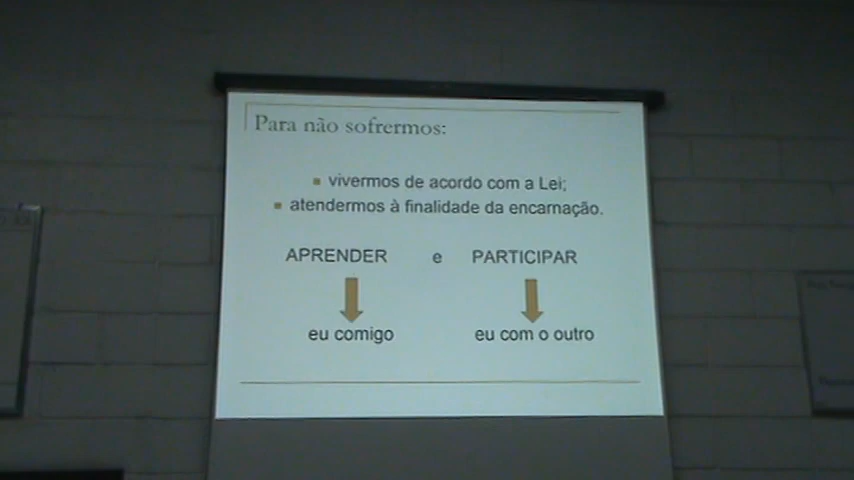 Para não sofrermos:
vivermos de acordo com a Lei;
atendermos à finalidade da encarnação.
APRENDER e PARTICIPAR
eu comigo eu com o outro